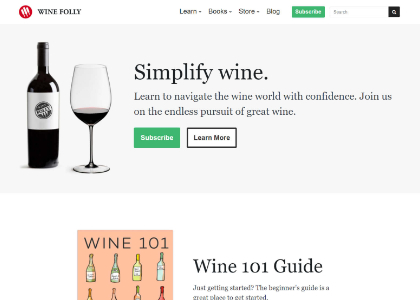 WINE FOLLY
Learn Books Store Blog Subscribe Search
Simplify wine.
Learn to navigate the wine world with confidence. Join us
on the endless pursuit of great wine.
Subscribe Learn More
WINE 101
Wine 101 Guide
Just getting started? The beginner's guide is a
great place to get started.